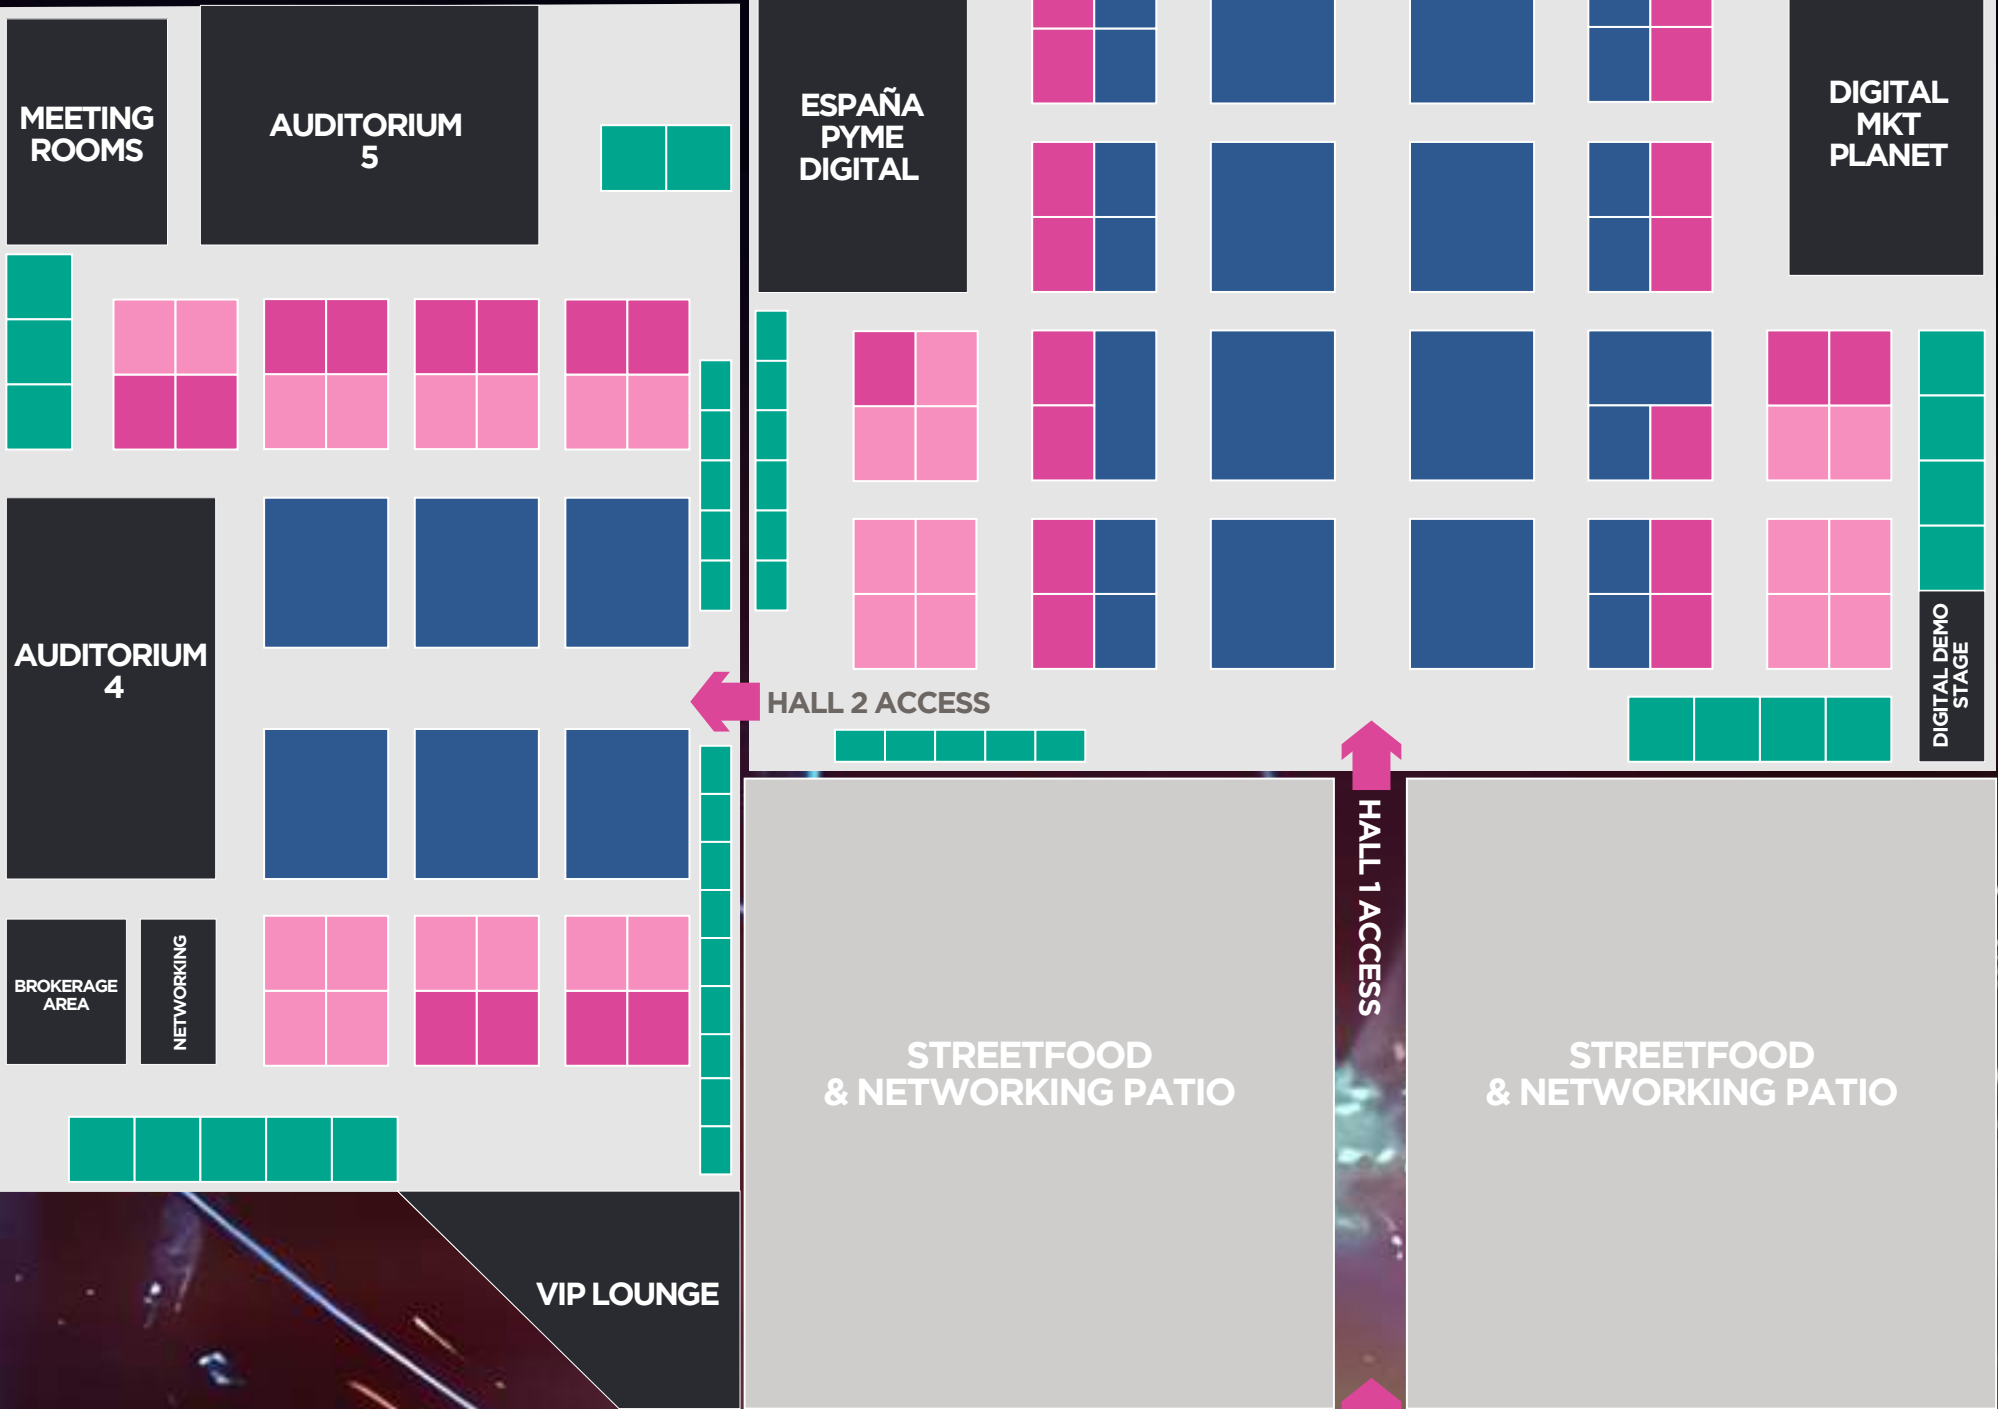 MEETING
ROOMS
AUDITORIUM
5
ESPAÑA
PYME
DIGITAL
DIGITAL
MKT
PLANET
AUDITORIUM
4
HALL 2 ACCESS
DIGITAL DEMO
STAGE
HALL 1 ACCESS
BROKERAGE
AREA
NETWORKING
STREETFOOD
& NETWORKING PATIO
STREETFOOD
& NETWORKING PATIO
VIP LOUNGE